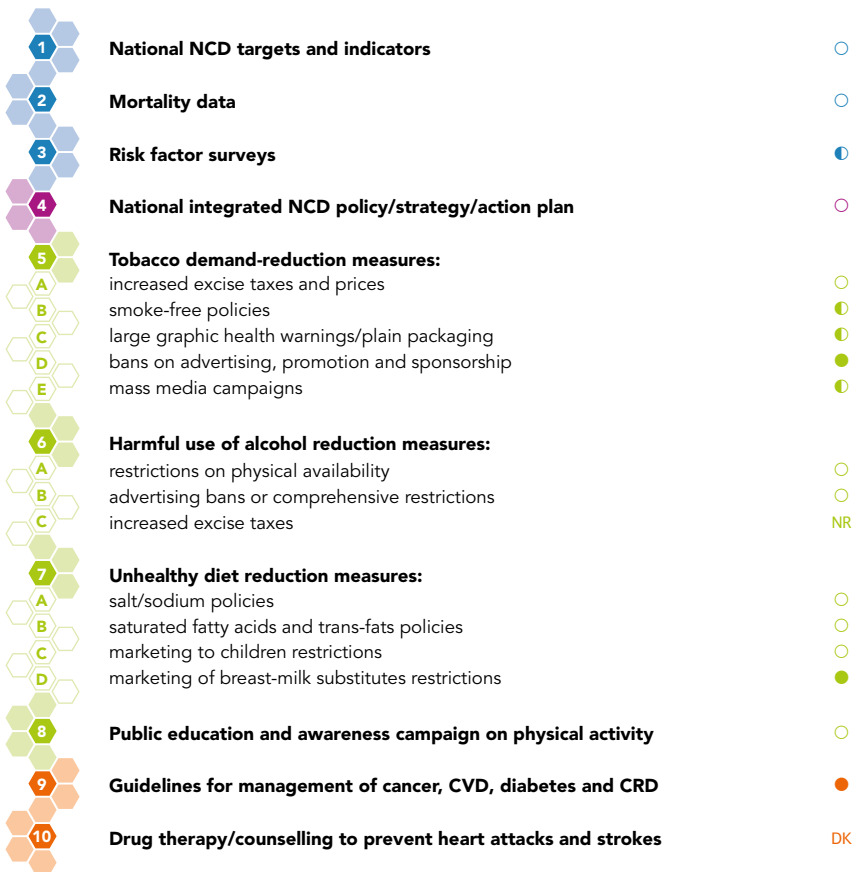 1 National NCD targets and indicators ○
2 Mortality data ○
3 Risk factor surveys ◐
4 National integrated NCD policy/strategy/action plan ○
5 Tobacco demand-reduction measures:
A increased excise taxes and prices ○
B smoke-free policies ◐
C large graphic health warnings/plain packaging ◐
D bans on advertising, promotion and sponsorship ●
E mass media campaigns ◐
6 Harmful use of alcohol reduction measures:
A restrictions on physical availability ○
B advertising bans or comprehensive restrictions ○
C increased excise taxes NR
7 Unhealthy diet reduction measures:
A salt/sodium policies ○
B saturated fatty acids and trans-fats policies ○
C marketing to children restrictions ○
D marketing of breast-milk substitutes restrictions ●
8 Public education and awareness campaign on physical activity ○
9 Guidelines for management of cancer, CVD, diabetes and CRD ●
10 Drug therapy/counselling to prevent heart attacks and strokes DK